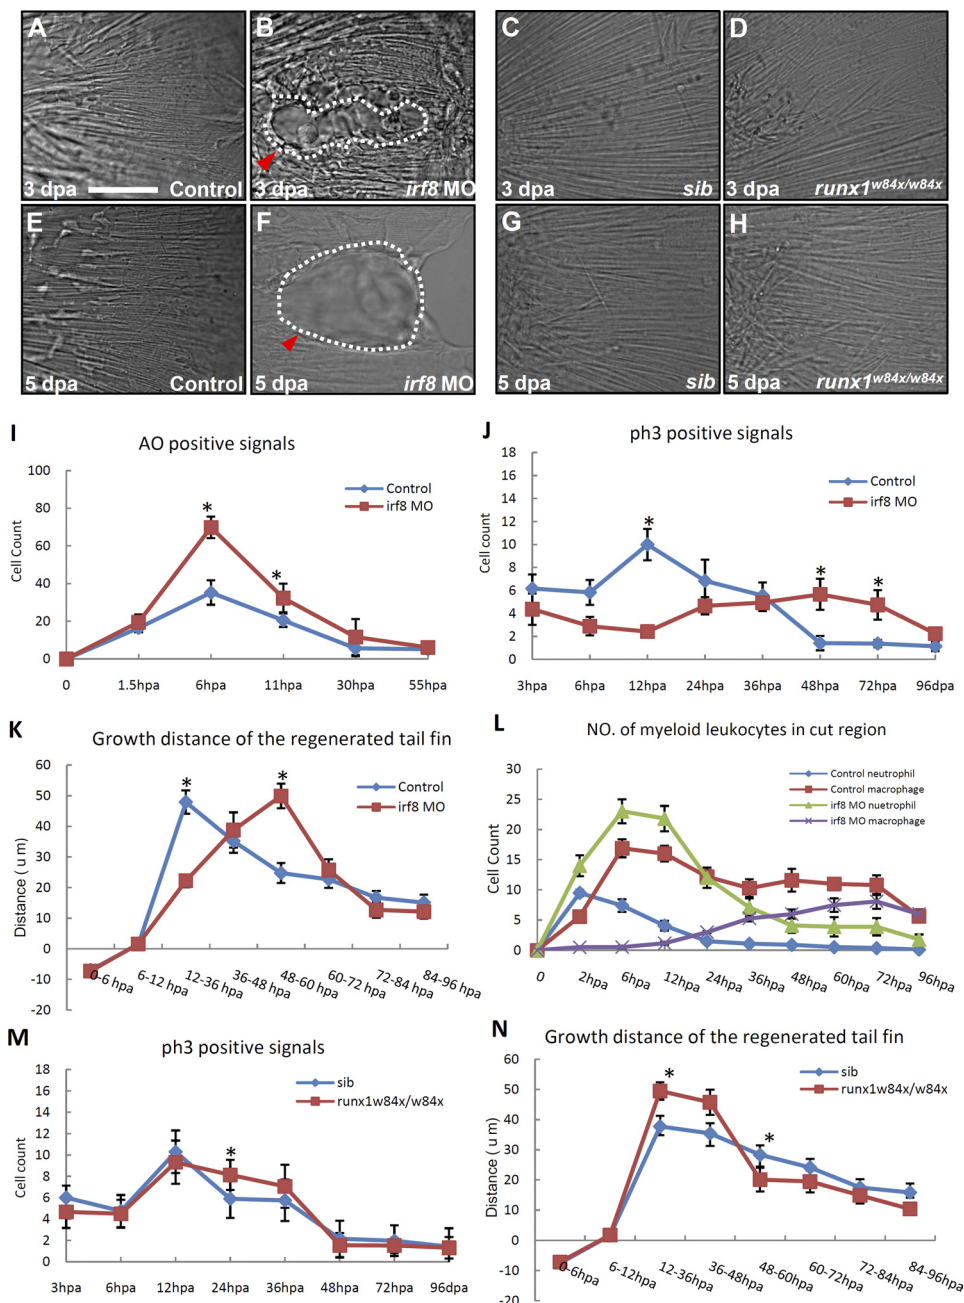 A
B
C
D
3 dpa
Control
3 dpa
irf8 MO
3 dpa
sib
3 dpa
runx1w84x/w84x
E
F
G
H
5 dpa
Control
5 dpa
irf8 MO
5 dpa
sib
5 dpa
runx1w84x/w84x
I
AO positive signals
Cell Count
100
80
60
40
20
0
Control
irf8 MO
*
*
0 1.5hpa 6hpa 11hpa 30hpa 55hpa
J
ph3 positive signals
Cell count
18
16
14
12
10
8
6
4
2
0
Control
irf8 MO
*
*
*
3hpa 6hpa 12hpa 24hpa 36hpa 48hpa 72hpa 96dpa
K
Growth distance of the regenerated tail fin
Distance ( u m )
60
50
40
30
20
10
0
-10
-20
Control
irf8 MO
*
*
0-6 hpa 6-12 hpa 12-36 hpa 36-48 hpa 48-60 hpa 60-72 hpa 72-84 hpa 84-96 hpa
L
NO. of myeloid leukocytes in cut region
Cell Count
30
25
20
15
10
5
0
Control neutrophil
Control macrophage
irf8 MO nuetrophil
irf8 MO macrophage
0 2hpa 6hpa 12hpa 24hpa 36hpa 48hpa 60hpa 72hpa 96hpa
M
ph3 positive signals
Cell count
18
16
14
12
10
8
6
4
2
0
sib
runx1w84x/w84x
*
3hpa 6hpa 12hpa 24hpa 36hpa 48hpa 72hpa 96dpa
N
Growth distance of the regenerated tail fin
Distance ( u m )
60
50
40
30
20
10
0
-10
-20
sib
runx1w84x/w84x
*
*
0-6hpa 6-12hpa 12-36hpa 36-48hpa 48-60hpa 60-72hpa 72-84hpa 84-96hpa